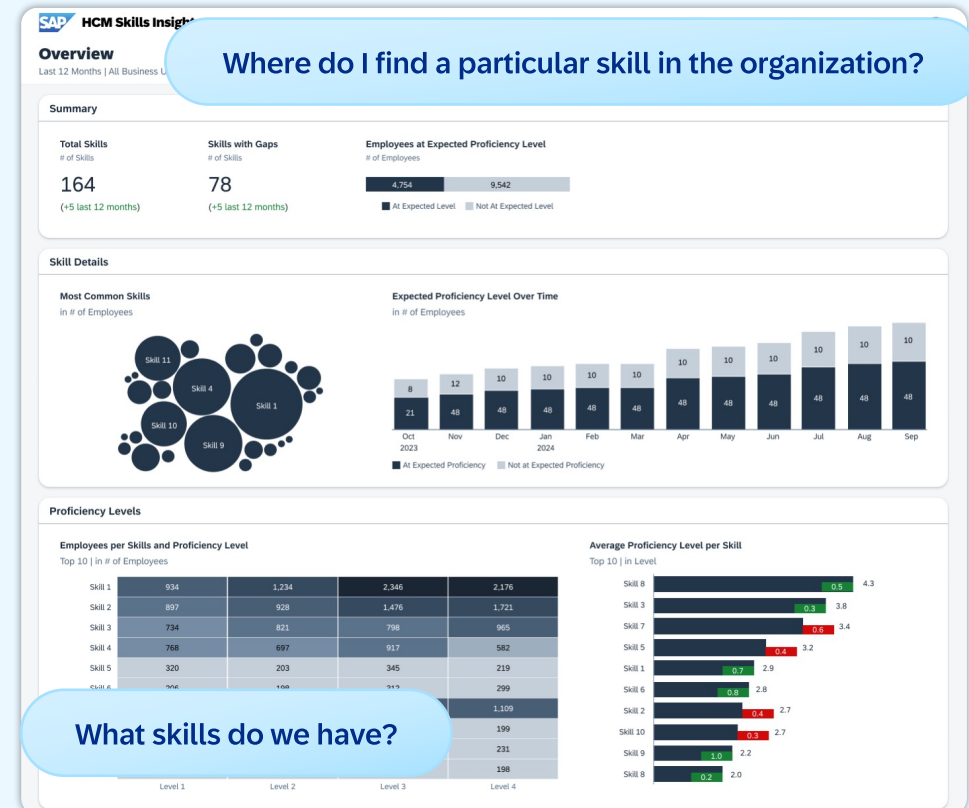 SAP HCM Skills Insight
Where do I find a particular skill in the organization?
Overview
Last 12 Months | All Business
Summary
Total Skills
# of Skills
164
(+5 last 12 months)
Skills with Gaps
# of Skills
78
(+5 last 12 months)
Employees at Expected Proficiency Level
# of Employees
4,754 9,542
At Expected Level Not At Expected Level
Skill Details
Most Common Skills
in # of Employees
Skill 11
Skill 4
Skill 1
Skill 10
Skill 9
Expected Proficiency Level Over Time
in # of Employees
8 12 10 10 10 10 10 10 10 10 10 10
21 48 48 48 48 48 48 48 48 48 48 48
Oct Nov Dec Jan Feb Mar Apr May Jun Jul Aug Sep
2023 2024
At Expected Proficiency Not at Expected Proficiency
Proficiency Levels
Employees per Skills and Proficiency Level
Top 10 | in # of Employees
Skill 1 934 1,234 2,346 2,176
Skill 2 897 928 1,476 1,721
Skill 3 734 821 798 965
Skill 4 768 697 917 582
Skill 5 320 203 345 219
Skill 6 206 198 312 299
1,109
199
231
198
Level 1 Level 2 Level 3 Level 4
What skills do we have?
Average Proficiency Level per Skill
Top 10 | in Level
Skill 8 0.5 4.3
Skill 3 0.3 3.8
Skill 7 0.6 3.4
Skill 5 0.4 3.2
Skill 1 0.7 2.9
Skill 6 0.8 2.8
Skill 2 0.4 2.7
Skill 10 0.3 2.7
Skill 9 1.0 2.2
Skill 8 0.2 2.0